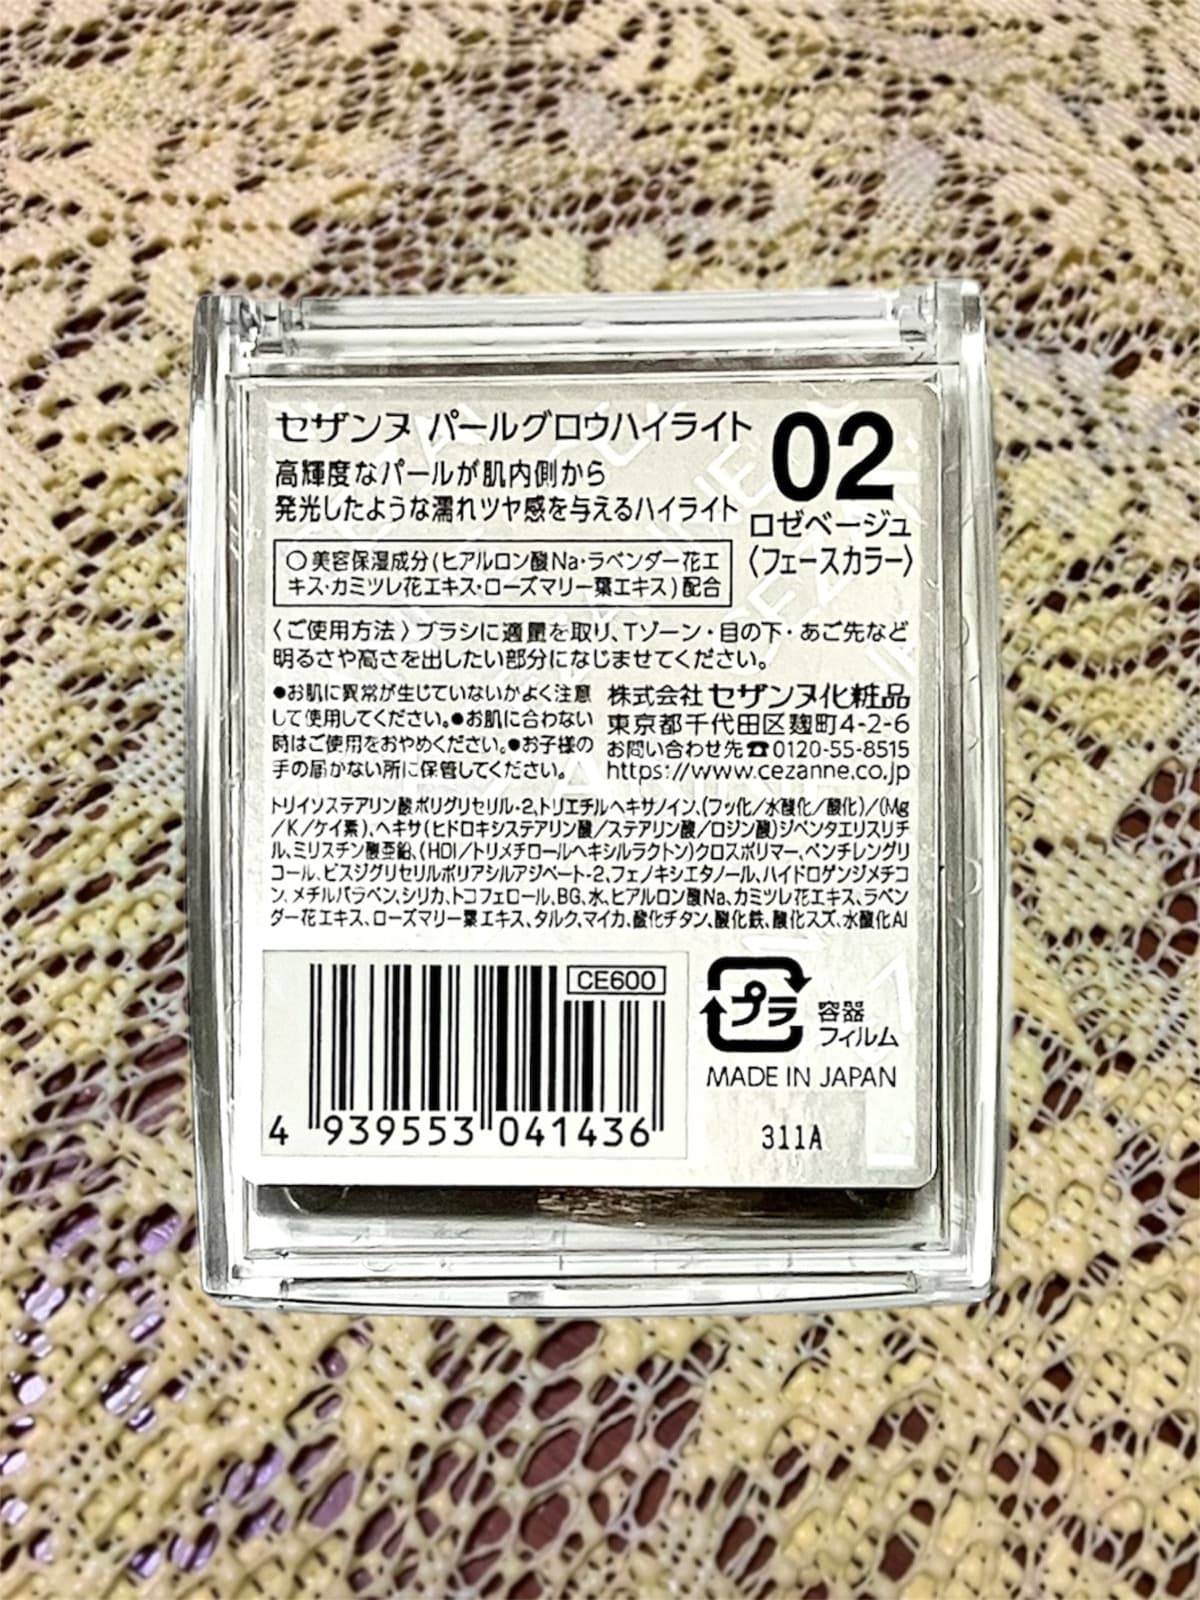 セザンヌ パールグロウハイライト
02
高輝度なパールが肌内側から
発光したような濡れツヤ感を与えるハイライト
ロゼベージュ
〈フェースカラー〉
○美容保湿成分(ヒアルロン酸Na・ラベンダー花エ
キス・カミツレ花エキス・ローズマリー葉エキス)配合
〈ご使用方法〉ブラシに適量を取り、Tゾーン・目の下・あご先など
明るさや高さを出したい部分になじませてください。
●お肌に異常が生じていないかよく注意
して使用してください。●お肌に合わない
時はご使用をおやめください。●お子様の
手の届かない所に保管してください。
株式会社 セザンヌ化粧品
東京都千代田区麹町4-2-6
お問い合わせ先☎0120-55-8515
https://www.cezanne.co.jp
トリイソステアリン酸ポリグリセリル-2、トリエチルヘキサノイン、(フッ化/水酸化/酸化)/(Mg
/K/ケイ素)、ヘキサ(ヒドロキシステアリン酸/ステアリン酸/ロジン酸)ジペンタエリスリチ
ル、ミリスチン酸亜鉛、(HDI/トリメチロールヘキシルラクトン)クロスポリマー、ペンチレングリ
コール、ビスジグリセリルポリアシルアジペート-2、フェノキシエタノール、ハイドロゲンジメチコ
ン、メチルパラベン、シリカ、トコフェロール、BG、水、ヒアルロン酸Na、カミツレ花エキス、ラベン
ダー花エキス、ローズマリー葉エキス、タルク、マイカ、酸化チタン、酸化鉄、酸化スズ、水酸化Al
CE600
4 939553 041436
プラ
容器
フィルム
MADE IN JAPAN
311A